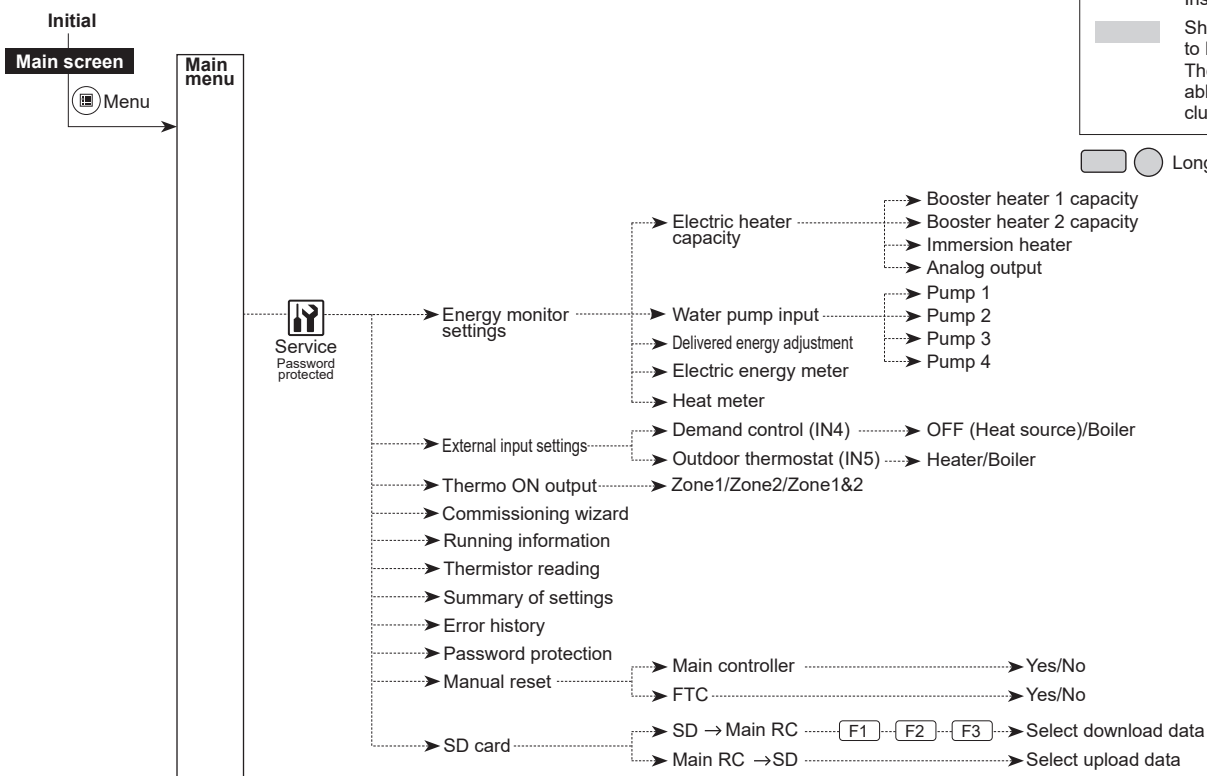 Initial
Main screen
Menu
Main
menu
Service
Password
protected
Energy monitor
settings
Electric heater
capacity
Booster heater 1 capacity
Booster heater 2 capacity
Immersion heater
Analog output
Water pump input
Pump 1
Pump 2
Pump 3
Pump 4
Delivered energy adjustment
Electric energy meter
Heat meter
External input settings
Demand control (IN4)
OFF (Heat source)/Boiler
Outdoor thermostat (IN5)
Heater/Boiler
Thermo ON output
Zone1/Zone2/Zone1&2
Commissioning wizard
Running information
Thermistor reading
Summary of settings
Error history
Password protection
Manual reset
Main controller
Yes/No
FTC
Yes/No
SD card
SD → Main RC
F1
F2
F3
Select download data
Main RC →SD
Select upload data
to
Long